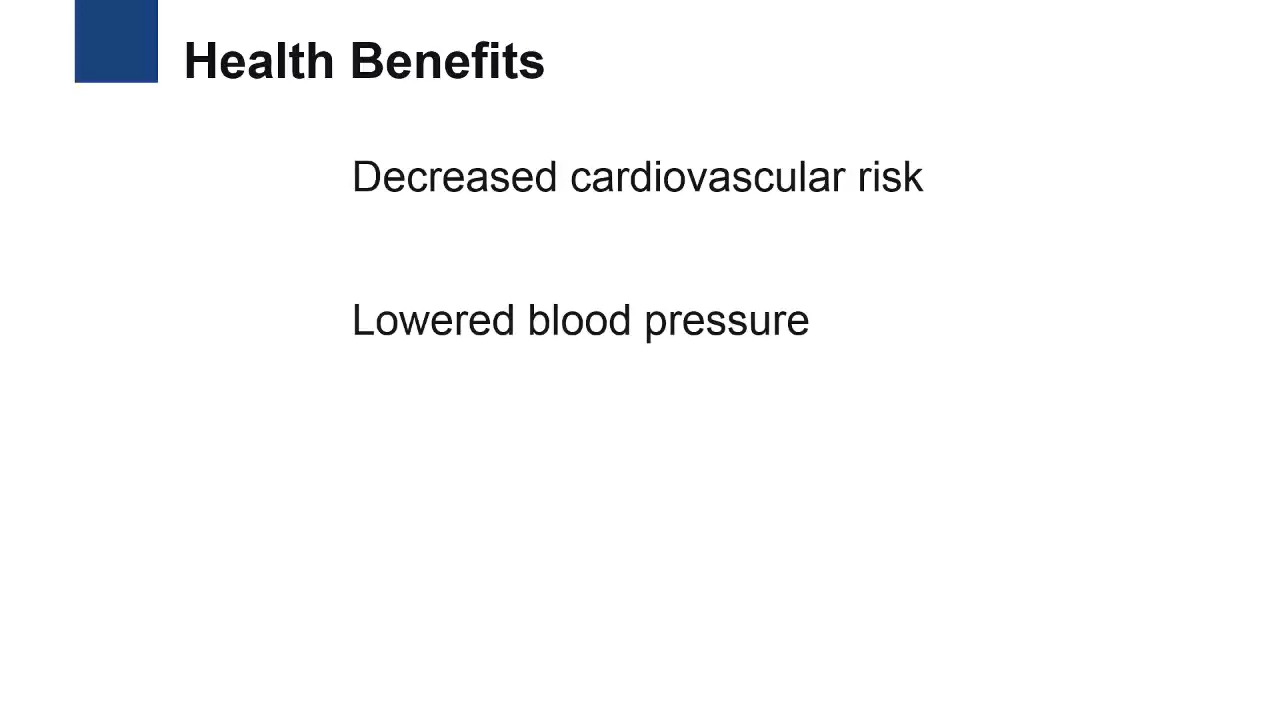 Health Benefits
Decreased cardiovascular risk
Lowered blood pressure